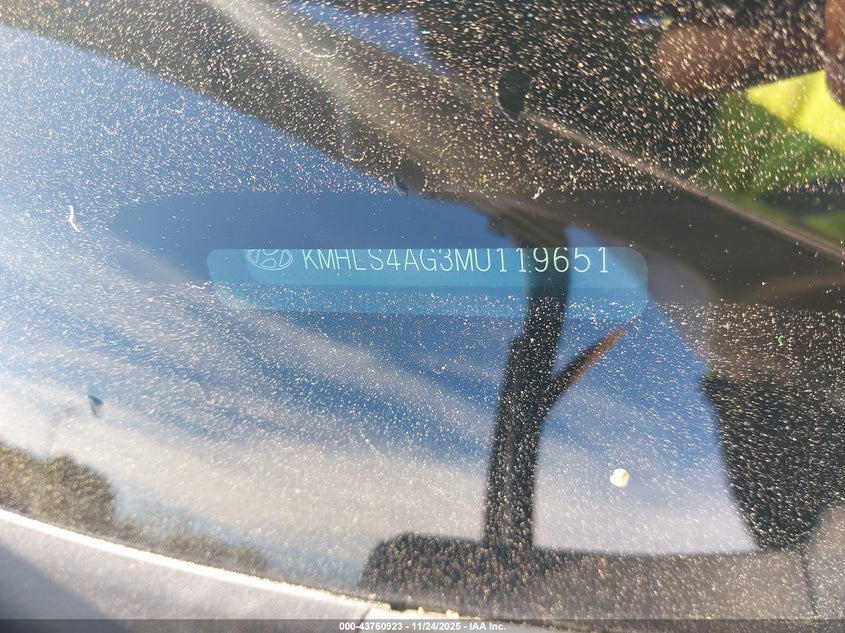 KMHLS4AG3MU119651
000-43760923 - 11/24/2025 - IAA Inc.